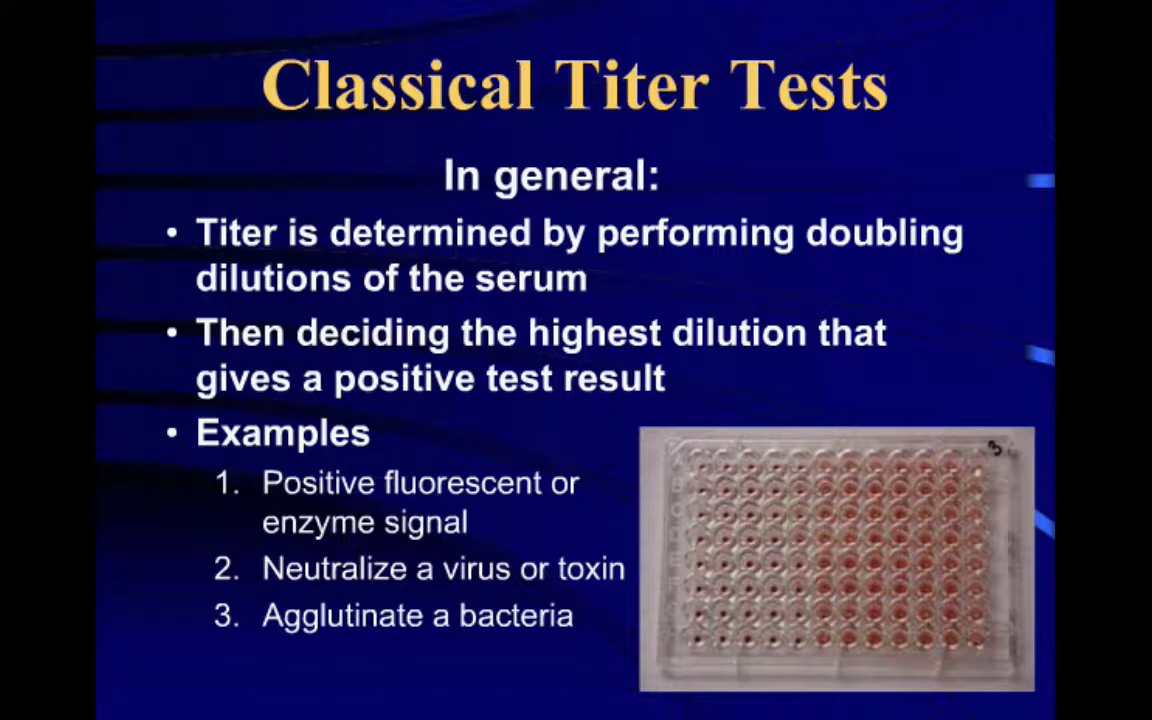 Classical Titer Tests
In general:
• Titer is determined by performing doubling
dilutions of the serum
• Then deciding the highest dilution that
gives a positive test result
• Examples
1. Positive fluorescent or
enzyme signal
2. Neutralize a virus or toxin
3. Agglutinate a bacteria
3